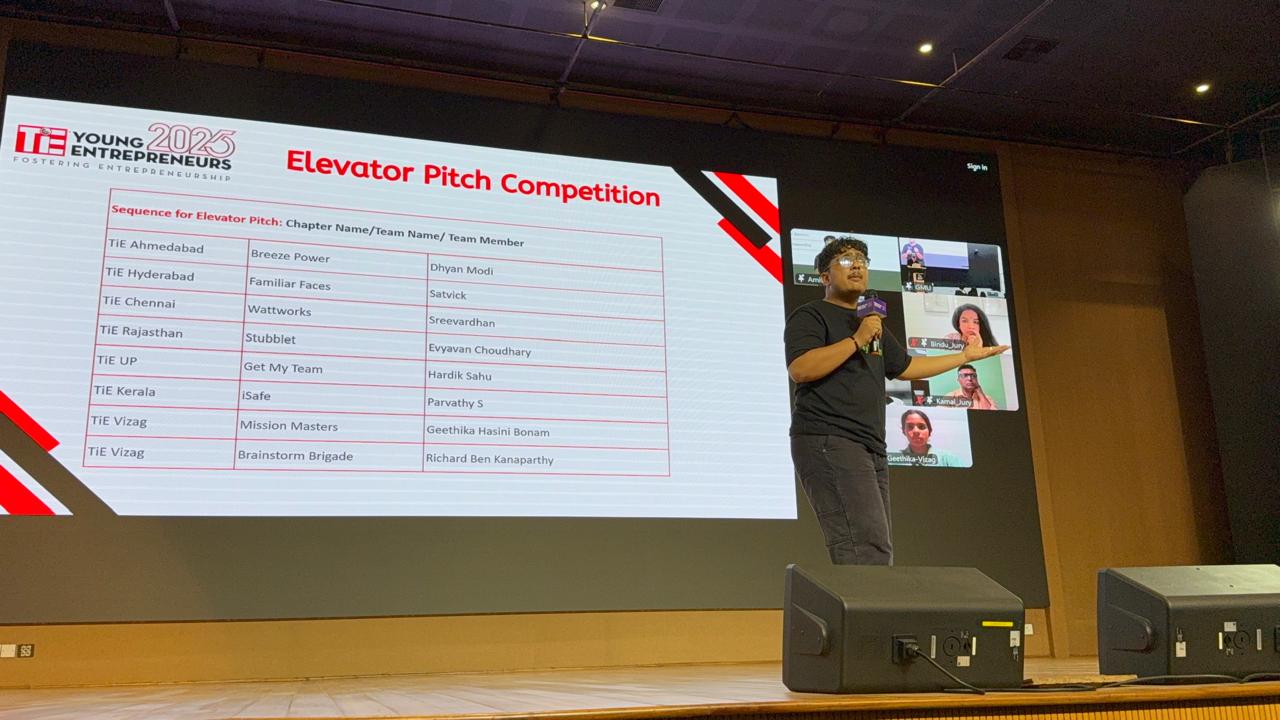 TiE YOUNG 2025
ENTREPRENEURS
FOSTERING ENTREPRENEURSHIP
Elevator Pitch Competition
Sequence for Elevator Pitch: Chapter Name/Team Name/ Team Member
TiE Ahmedabad Breeze Power Dhyan Modi
TiE Hyderabad Familiar Faces Satvick
TiE Chennai Wattworks Sreevardhan
TiE Rajasthan Stubblet Evyavan Choudhary
TiE UP Get My Team Hardik Sahu
TiE Kerala iSafe Parvathy S
TiE Vizag Mission Masters Geethika Hasini Bonam
TiE Vizag Brainstorm Brigade Richard Ben Kanaparthy
Sign in
GMU
Bindu_Jury
Kamal_Jury
Geethika-Vizag